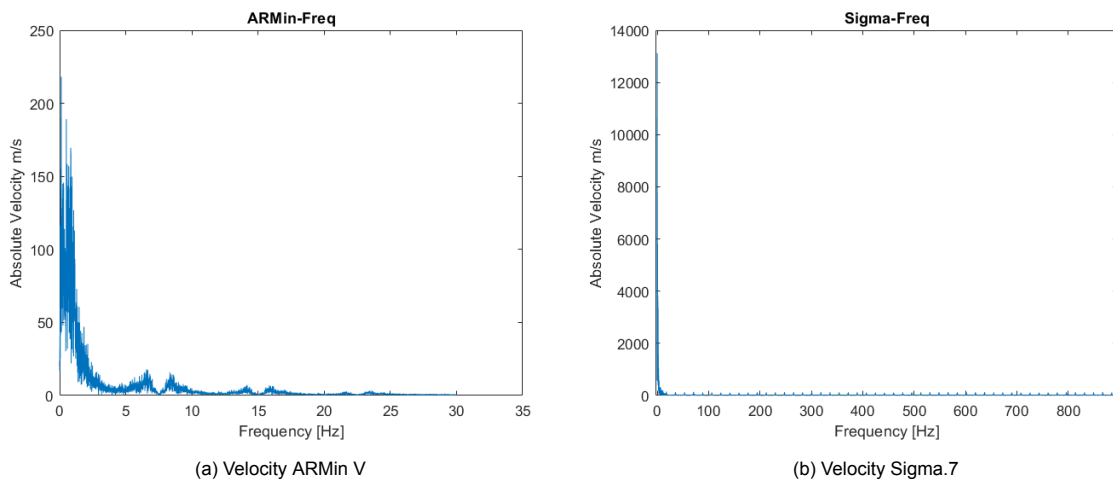 ARMin-Freq
250
200
150
100
50
0
Absolute Velocity m/s
0 5 10 15 20 25 30 35
Frequency [Hz]
(a) Velocity ARMin V
Sigma-Freq
14000
12000
10000
8000
6000
4000
2000
0
Absolute Velocity m/s
0 100 200 300 400 500 600 700 800
Frequency [Hz]
(b) Velocity Sigma.7